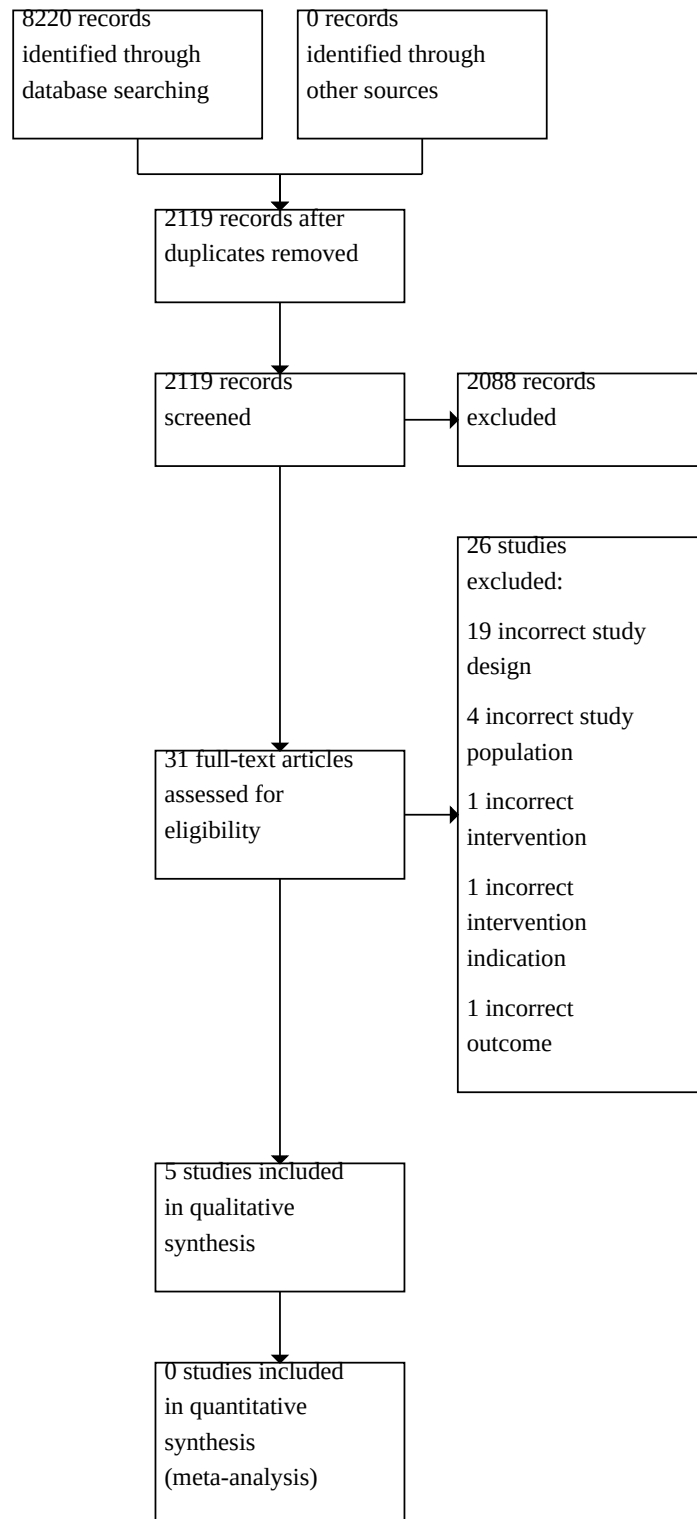 8220 records
identified through
database searching
0 records
identified through
other sources
2119 records after
duplicates removed
2119 records
screened
2088 records
excluded
26 studies
excluded:
19 incorrect study
design
4 incorrect study
population
1 incorrect
intervention
1 incorrect
intervention
indication
1 incorrect
outcome
31 full-text articles
assessed for
eligibility
5 studies included
in qualitative
synthesis
0 studies included
in quantitative
synthesis
(meta-analysis)